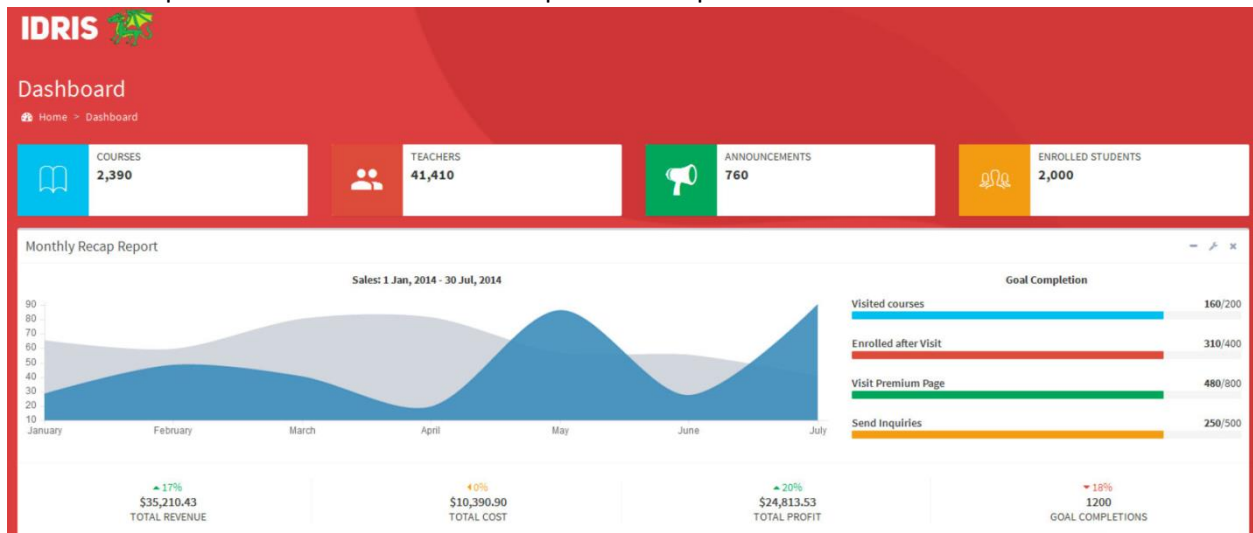 IDRIS
Dashboard
Home > Dashboard
COURSES
2,390
TEACHERS
41,410
ANNOUNCEMENTS
760
ENROLLED STUDENTS
2,000
Monthly Recap Report
Sales: 1 Jan, 2014 - 30 Jul, 2014
90
80
70
60
50
40
30
20
10
January February March April May June July
Goal Completion
Visited courses 160/200
Enrolled after Visit 310/400
Visit Premium Page 480/800
Send Inquiries 250/500
17%
$35,210.43
TOTAL REVENUE
0%
$10,390.90
TOTAL COST
20%
$24,813.53
TOTAL PROFIT
18%
1200
GOAL COMPLETIONS